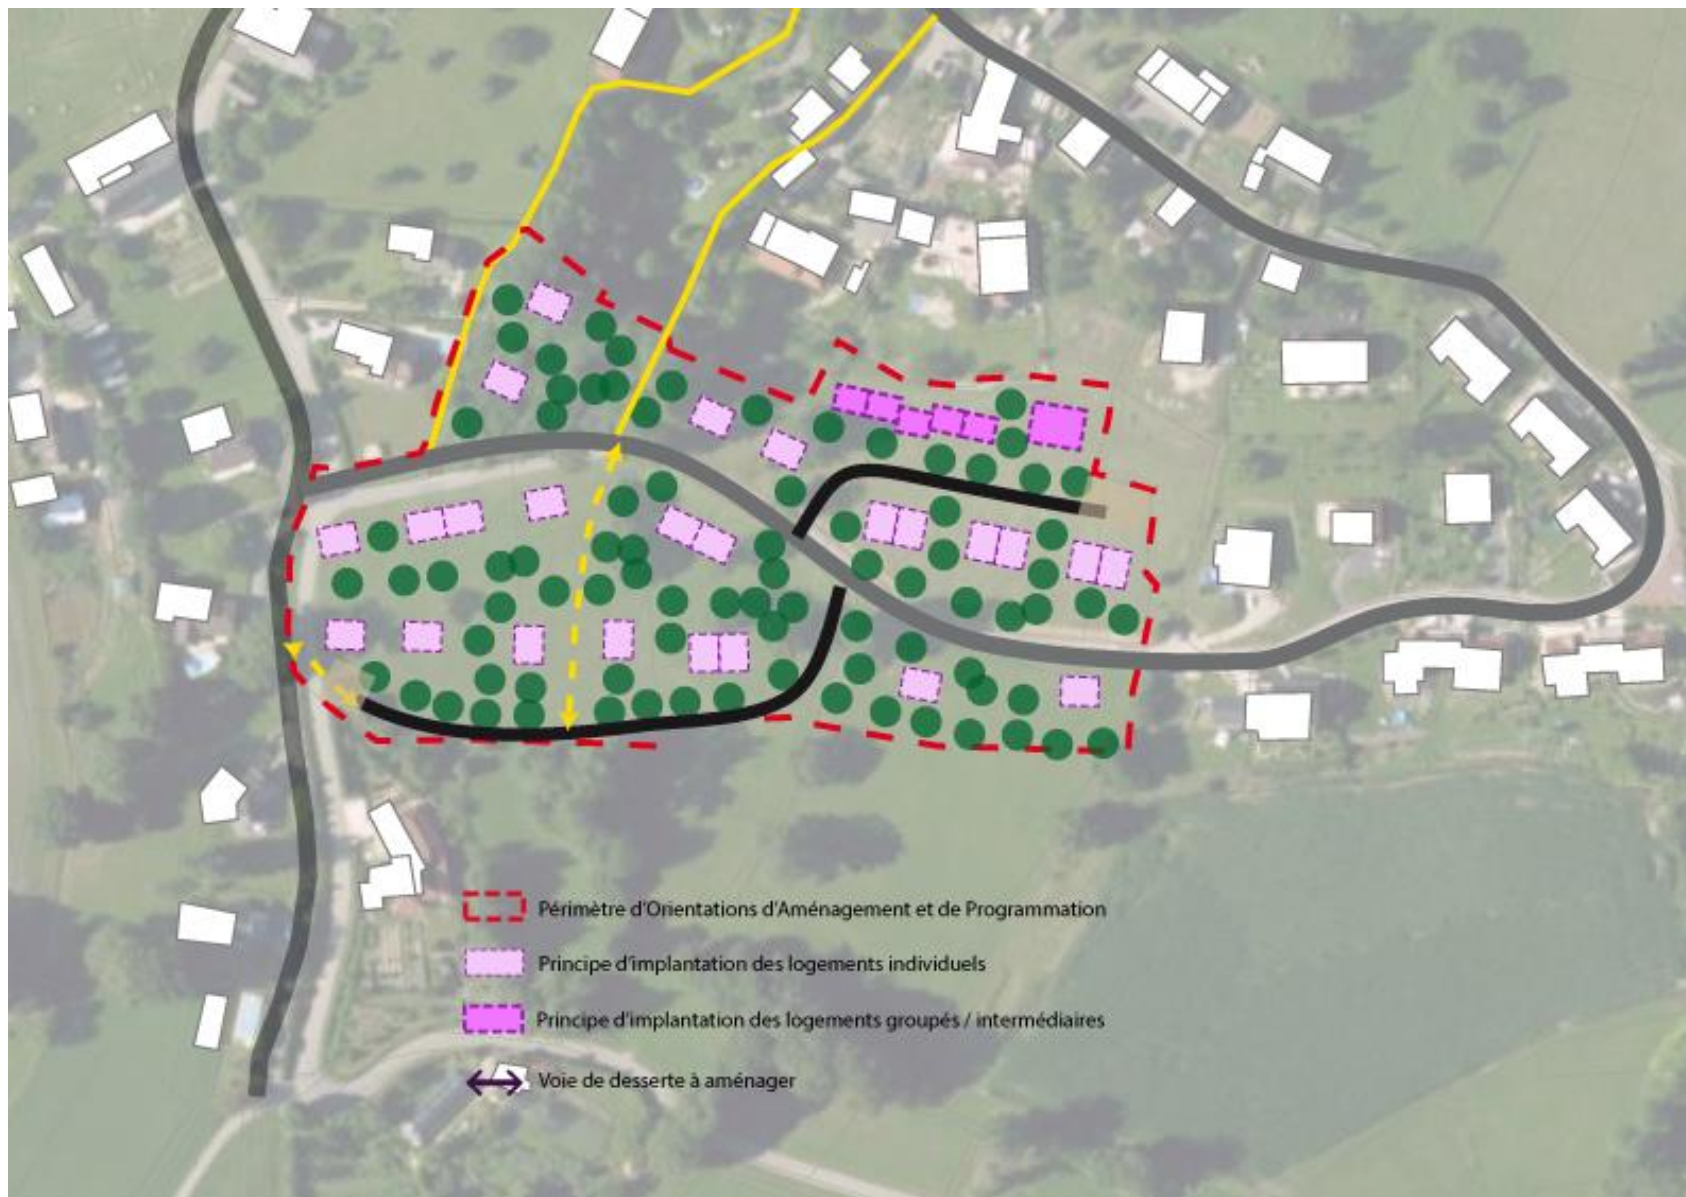 Périmètre d'Orientations d'Aménagement et de Programmation
Principe d'implantation des logements individuels
Principe d'implantation des logements groupés / intermédiaires
Voie de desserte à aménager